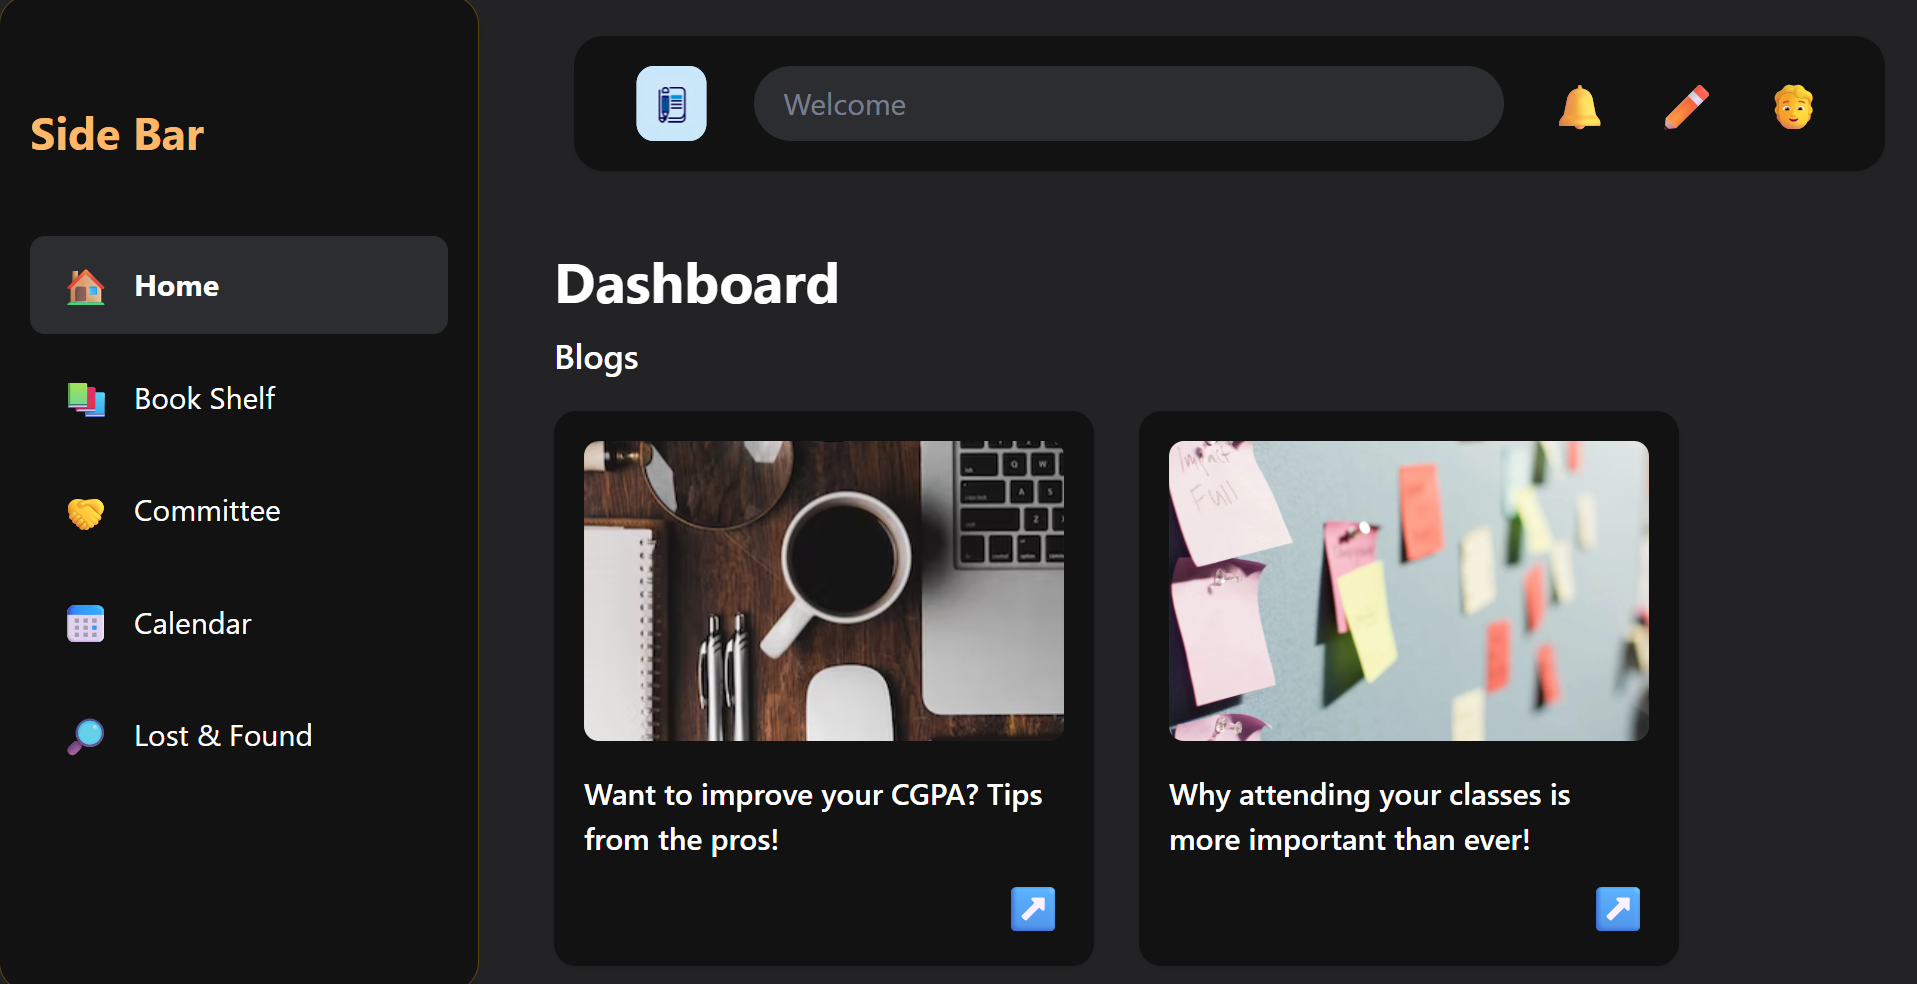 Side Bar
Home
Book Shelf
Committee
Calendar
Lost & Found
Welcome
Dashboard
Blogs
Full
Q W
A S
Z
Want to improve your CGPA? Tips
from the pros!
Why attending your classes is
more important than ever!